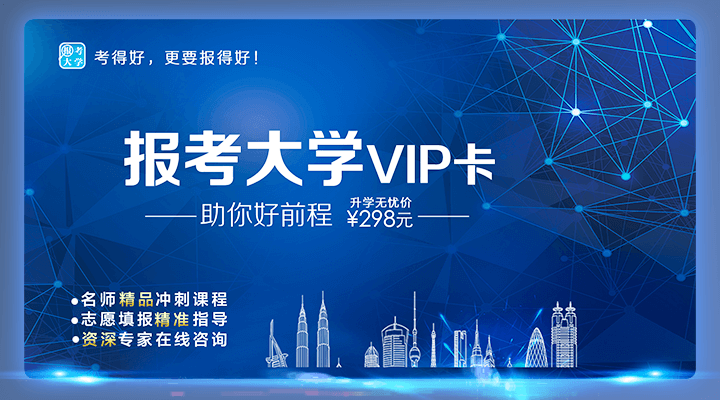 报考
大学
考得好，更要报得好！
报考大学VIP卡
助你好前程
升学无忧价
¥298元
●名师精品冲刺课程
●志愿填报精准指导
●资深专家在线咨询